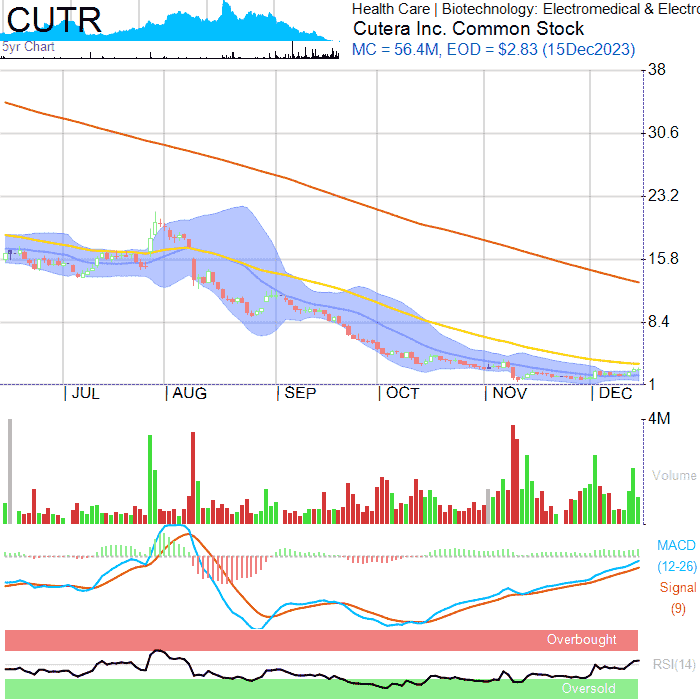 CUTR
Health Care | Biotechnology: Electromedical & Electro
Cutera Inc. Common Stock
5yr Chart
MC = 56.4M, EOD = $2.83 (15Dec2023)
38
30.6
23.2
15.8
8.4
1
| JUL | AUG | SEP | OCT | NOV | DEC
4M
Volume
MACD
(12-26)
Signal
(9)
Overbought
RSI(14)
Oversold